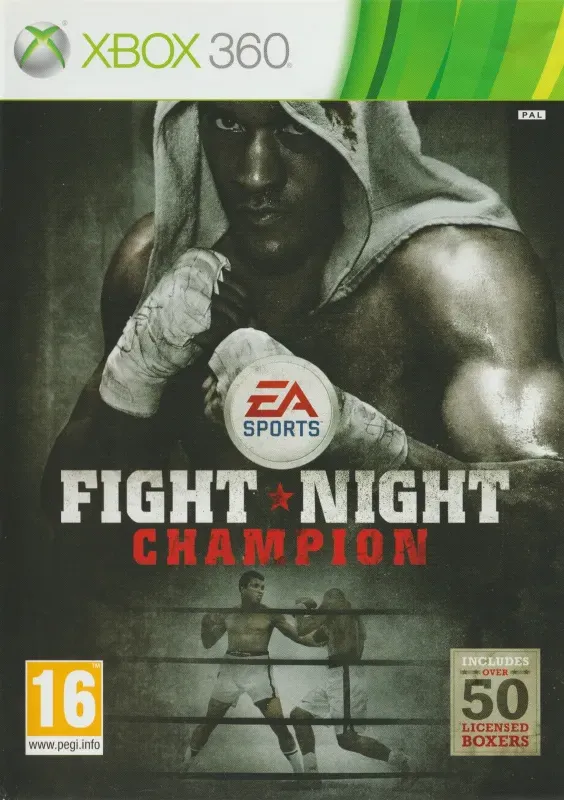 XBOX 360
PAL
EA
SPORTS
FIGHT NIGHT
CHAMPION
16
www.pegi.info
INCLUDES
OVER
50
LICENSED
BOXERS